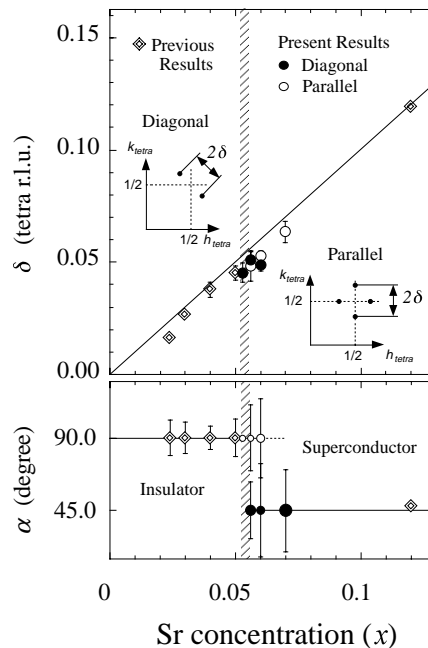 0.15
0.10
0.05
0.00
δ (tetra r.l.u.)
Previous
Results
Present Results
Diagonal
Parallel
Diagonal
k_tetra
2δ
1/2
1/2
h_tetra
Parallel
k_tetra
1/2
2δ
1/2
h_tetra
α (degree)
90.0
45.0
Superconductor
Insulator
0
0.05
0.1
Sr concentration (x)